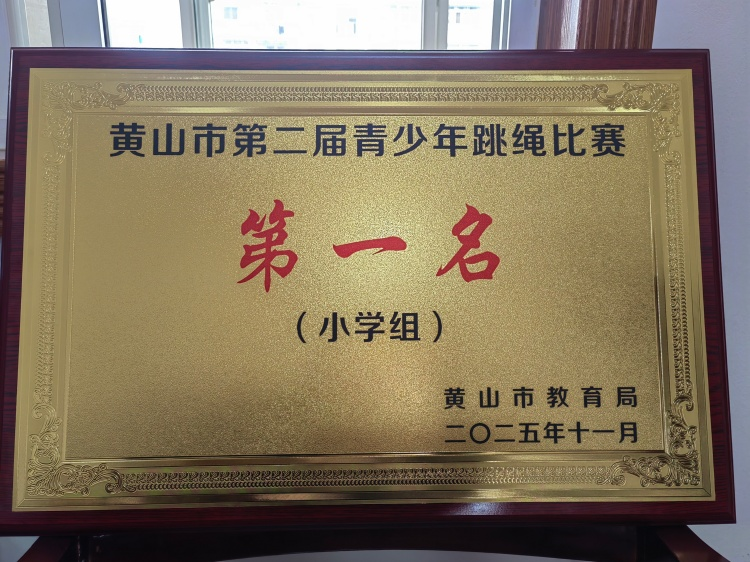 黄山市第二届青少年跳绳比赛
第一名
（小学组）
黄山市教育局
二〇二五年十一月